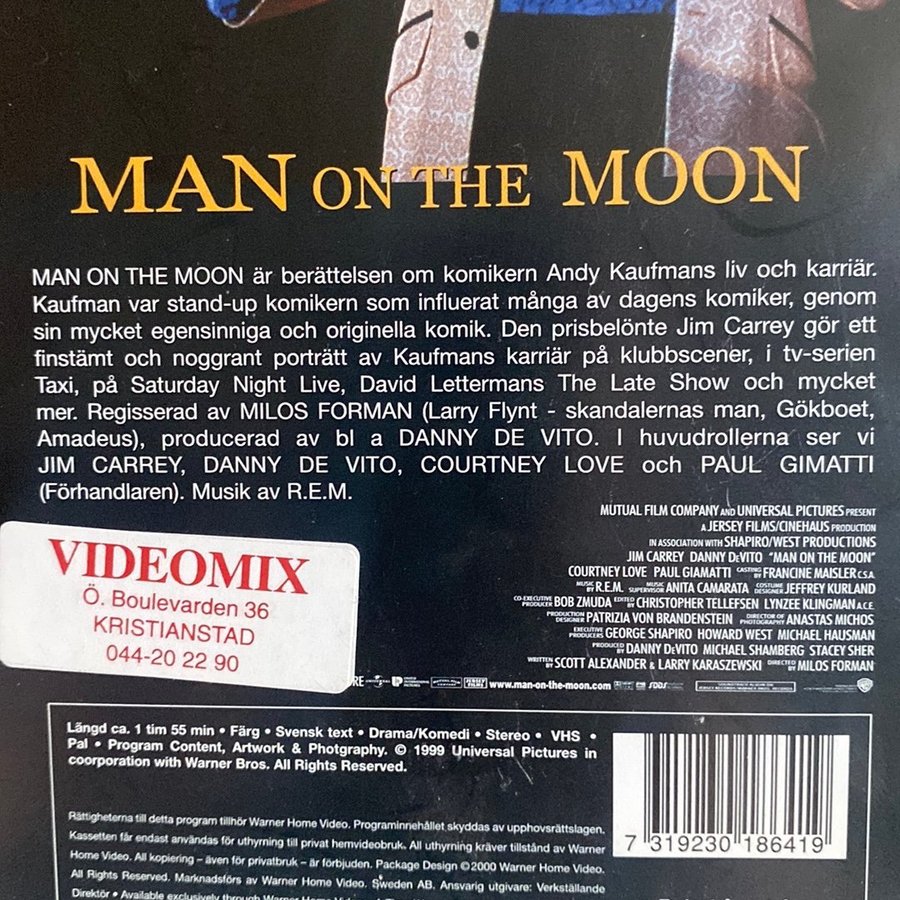 MAN ON THE MOON
MAN ON THE MOON är berättelsen om komikern Andy Kaufmans liv och karriär.
Kaufman var stand-up komikern som influerat många av dagens komiker, genom
sin mycket egensinniga och originella komik. Den prisbelönte Jim Carrey gör ett
finstämt och noggrant porträtt av Kaufmans karriär på klubbscener, i tv-serien
Taxi, på Saturday Night Live, David Lettermans The Late Show och mycket
mer. Regisserad av MILOS FORMAN (Larry Flynt - skandalernas man, Gökboet,
Amadeus), producerad av bl a DANNY DE VITO. I huvudrollerna ser vi
JIM CARREY, DANNY DE VITO, COURTNEY LOVE och PAUL GIMATTI
(Förhandlaren). Musik av R.E.M.
MUTUAL FILM COMPANY AND UNIVERSAL PICTURES PRESENT
A JERSEY FILMS/CINEHAUS PRODUCTION
IN ASSOCIATION WITH SHAPIRO/WEST PRODUCTIONS
JIM CARREY DANNY DeVITO "MAN ON THE MOON"
COURTNEY LOVE PAUL GIAMATTI CASTING BY FRANCINE MAISLER C.S.A.
MUSIC BY R.E.M. MUSIC SUPERVISOR ANITA CAMARATA COSTUME DESIGNER JEFFREY KURLAND
CO-EXECUTIVE PRODUCER BOB ZMUDA EDITED BY CHRISTOPHER TELLEFSEN LYNZEE KLINGMAN A.C.E.
PRODUCTION DESIGNER PATRIZIA VON BRANDENSTEIN DIRECTOR OF PHOTOGRAPHY ANASTAS MICHOS
EXECUTIVE PRODUCERS GEORGE SHAPIRO HOWARD WEST MICHAEL HAUSMAN
PRODUCED BY DANNY DeVITO MICHAEL SHAMBERG STACEY SHER
WRITTEN BY SCOTT ALEXANDER & LARRY KARASZEWSKI DIRECTED BY MILOS FORMAN
www.man-on-the-moon.com
VIDEOMIX
Ö. Boulevarden 36
KRISTIANSTAD
044-20 22 90
Längd ca. 1 tim 55 min • Färg • Svensk text • Drama/Komedi • Stereo • VHS •
Pal • Program Content, Artwork & Photgraphy. © 1999 Universal Pictures in
coorporation with Warner Bros. All Rights Reserved.
Rättigheterna till detta program tillhör Warner Home Video. Programinnehållet skyddas av upphovsrättslagen.
Kassetten får endast användas för uthyrning till privat hemvideobruk. All uthyrning kräver tillstånd av Warner
Home Video. All kopiering – även för privatbruk – är förbjuden. Package Design ©2000 Warner Home Video.
All Rights Reserved. Marknadsförs av Warner Home Video. Sweden AB. Ansvarig utgivare: Verkställande
Direktör • Available exclusively through Warner Home Video
7 319230 186419